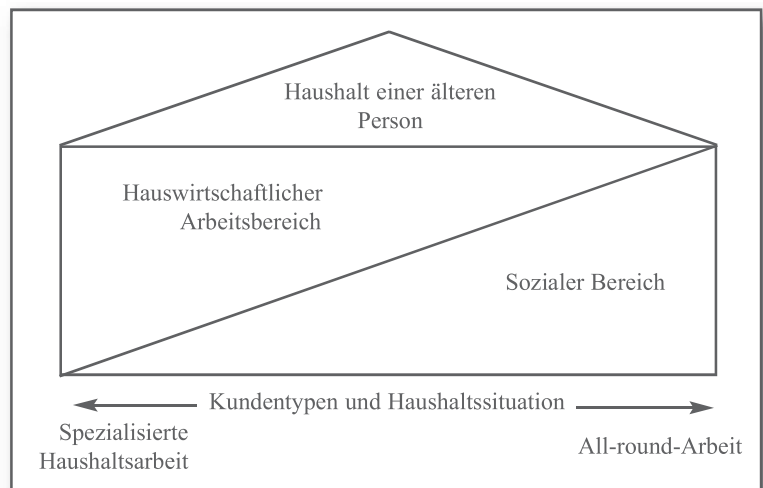 Haushalt einer älteren
Person
Hauswirtschaftlicher
Arbeitsbereich
Sozialer Bereich
Kundentypen und Haushaltssituation
Spezialisierte
Haushaltsarbeit
All-round-Arbeit